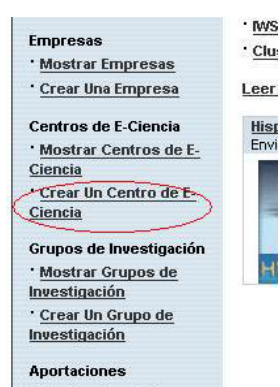 Empresas
· Mostrar Empresas
· Crear Una Empresa
Centros de E-Ciencia
· Mostrar Centros de E-
Ciencia
· Crear Un Centro de E-
Ciencia
Grupos de Investigación
· Mostrar Grupos de
Investigación
· Crear Un Grupo de
Investigación
Aportaciones
· IWS
· Clus
Leer
Hisp
Envi
H